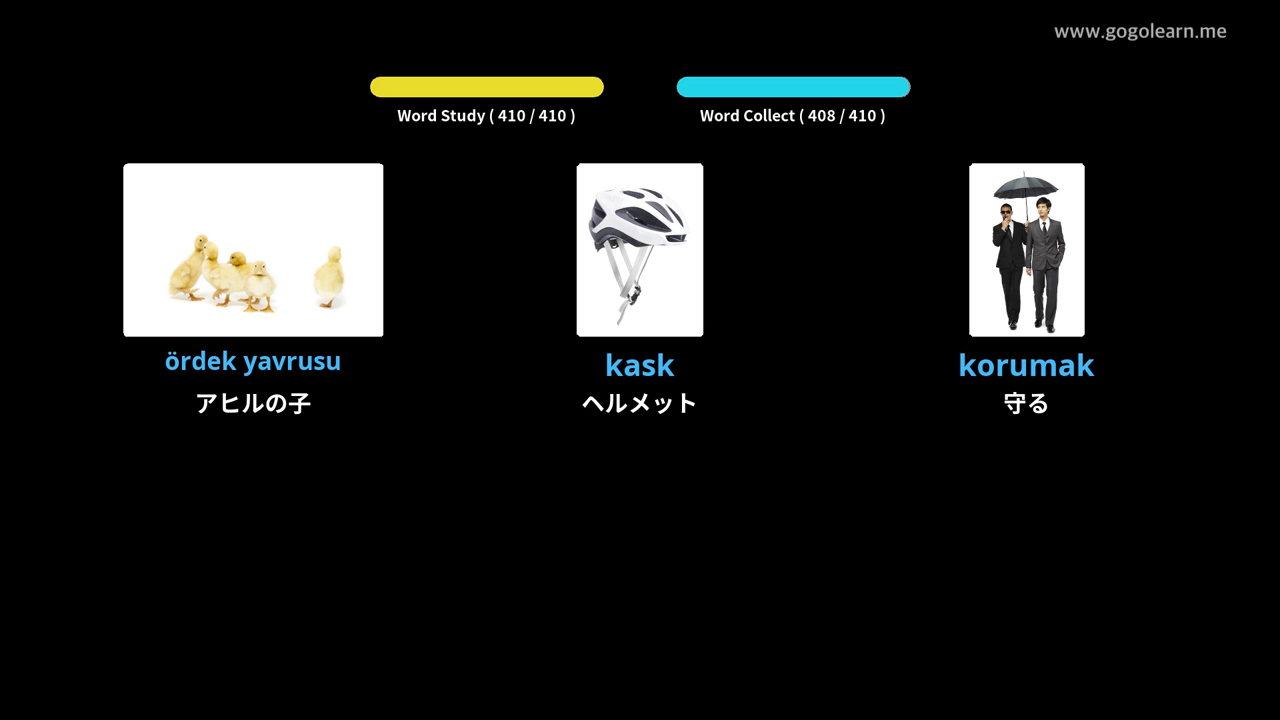 www.gogolearn.me
Word Study ( 410 / 410 )
Word Collect ( 408 / 410 )
ördek yavrusu
アヒルの子
kask
ヘルメット
korumak
守る